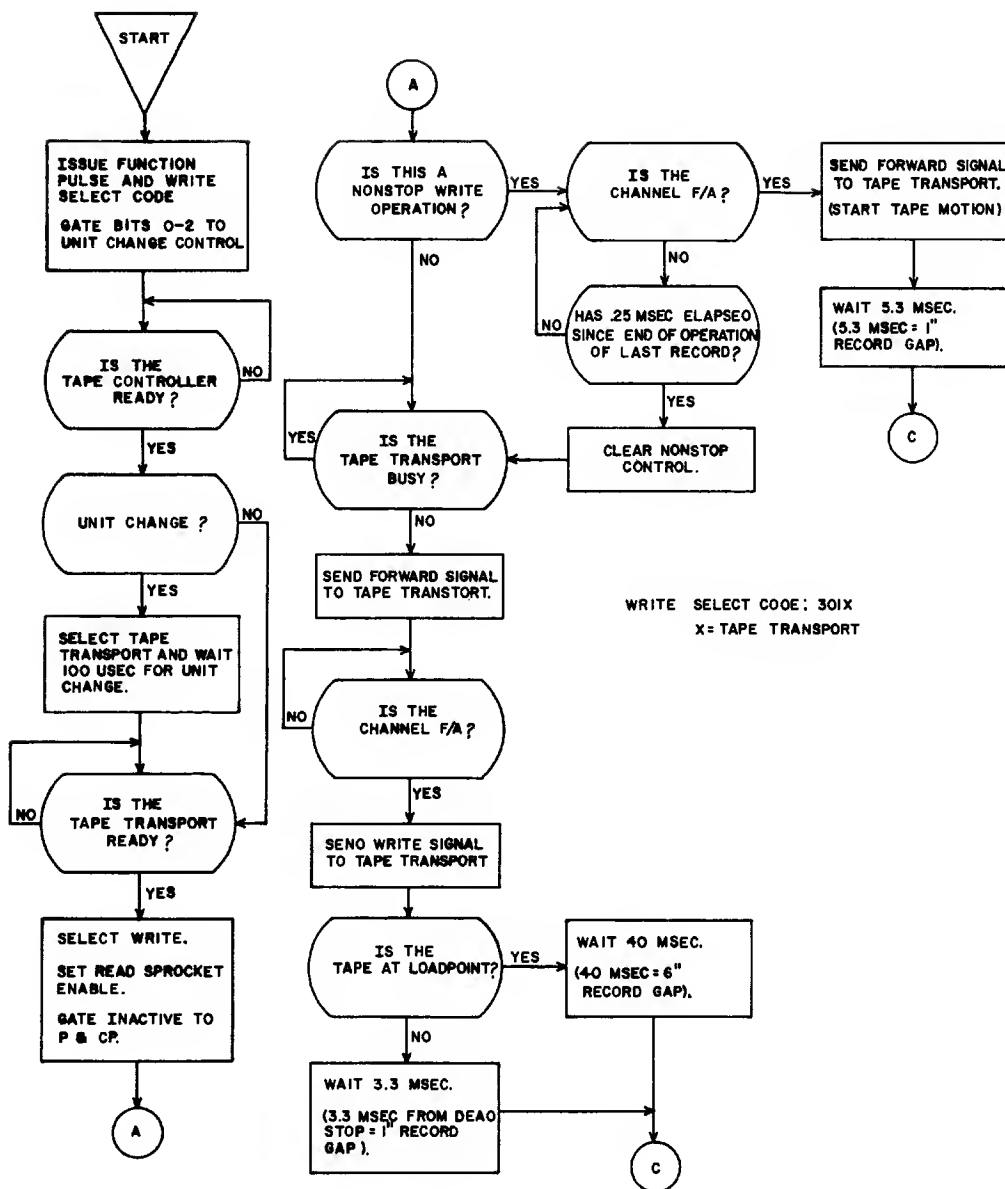 START
ISSUE FUNCTION
PULSE AND WRITE
SELECT CODE
GATE BITS 0-2 TO
UNIT CHANGE CONTROL
IS THE
TAPE CONTROLLER
READY?
NO
YES
UNIT CHANGE ?
NO
YES
SELECT TAPE
TRANSPORT AND WAIT
100 USEC FOR UNIT
CHANGE.
IS THE
TAPE TRANSPORT
READY?
NO
YES
SELECT WRITE.
SET READ SPROCKET
ENABLE.
GATE INACTIVE TO
P & CP.
A
A
IS THIS A
NONSTOP WRITE
OPERATION?
YES
NO
IS THE
CHANNEL F/A?
YES
NO
HAS .25 MSEC ELAPSEO
SINCE END OF OPERATION
OF LAST RECORD?
NO
YES
CLEAR NONSTOP
CONTROL.
IS THE
TAPE TRANSPORT
BUSY?
YES
NO
SEND FORWARD SIGNAL
TO TAPE TRANSTORT.
IS THE
CHANNEL F/A?
NO
YES
SENO WRITE SIGNAL
TO TAPE TRANSPORT
IS THE
TAPE AT LOADPOINT?
YES
NO
WAIT 40 MSEC.
(40 MSEC=6"
RECORD GAP).
WAIT 3.3 MSEC.
(3.3 MSEC FROM DEAO
STOP=1" RECORD
GAP).
C
SEND FORWARD SIGNAL
TO TAPE TRANSPORT.
(START TAPE MOTION)
WAIT 5.3 MSEC.
(5.3 MSEC=1"
RECORD GAP).
C
WRITE SELECT CODE: 301X
X=TAPE TRANSPORT